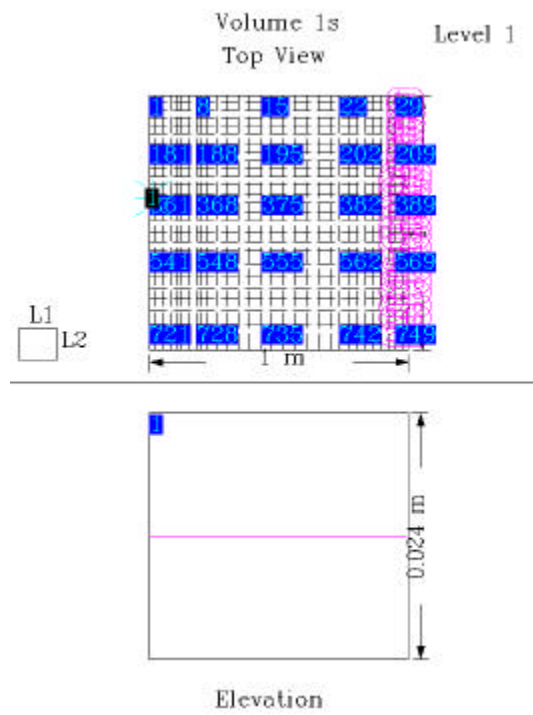 Volume 1s
Level 1
Top View
1 8 15 22 29
181 188 195 202 209
1
368 375 382 389
541 548 555 562 569
L1
L2
721 728 735 742 749
1 m
1
0.024 m
Elevation